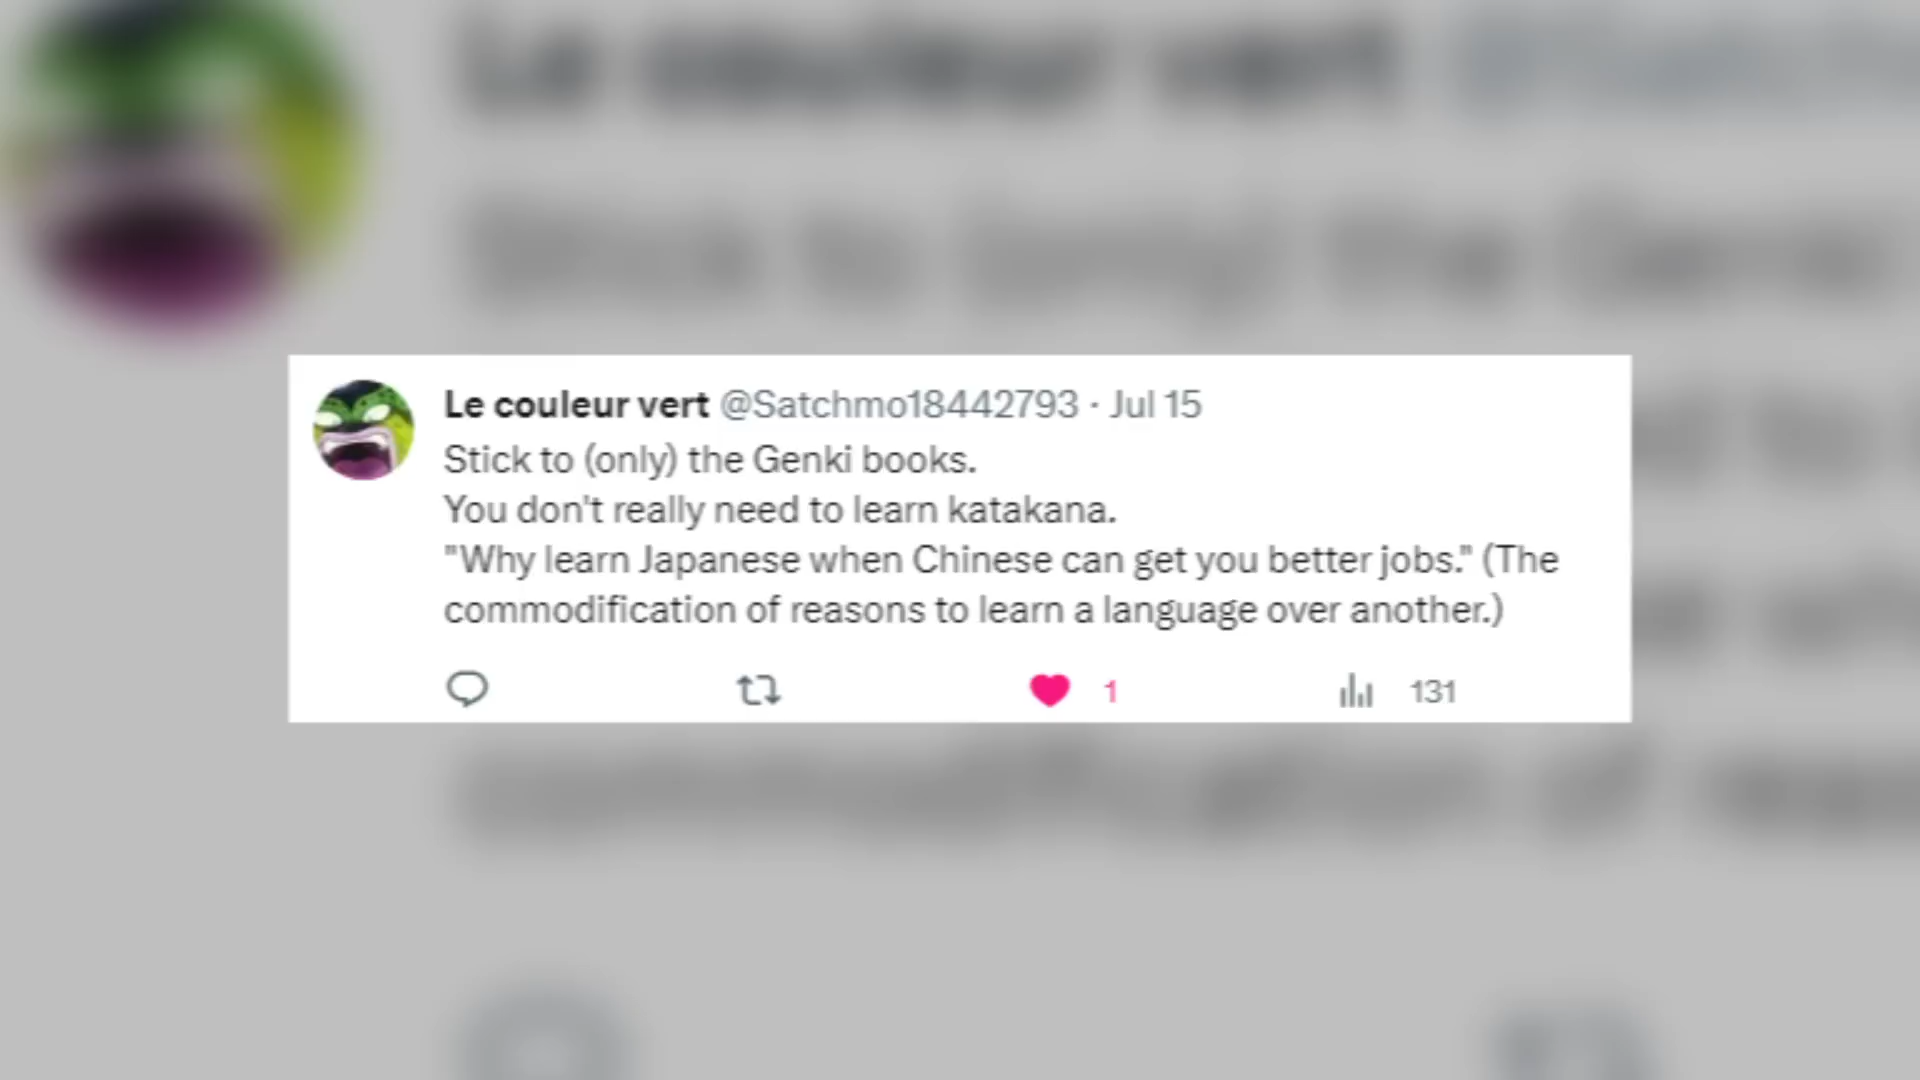 Le couleur vert @Satchmo18442793 · Jul 15
Stick to (only) the Genki books.
You don't really need to learn katakana.
"Why learn Japanese when Chinese can get you better jobs." (The
commodification of reasons to learn a language over another.)
1
131